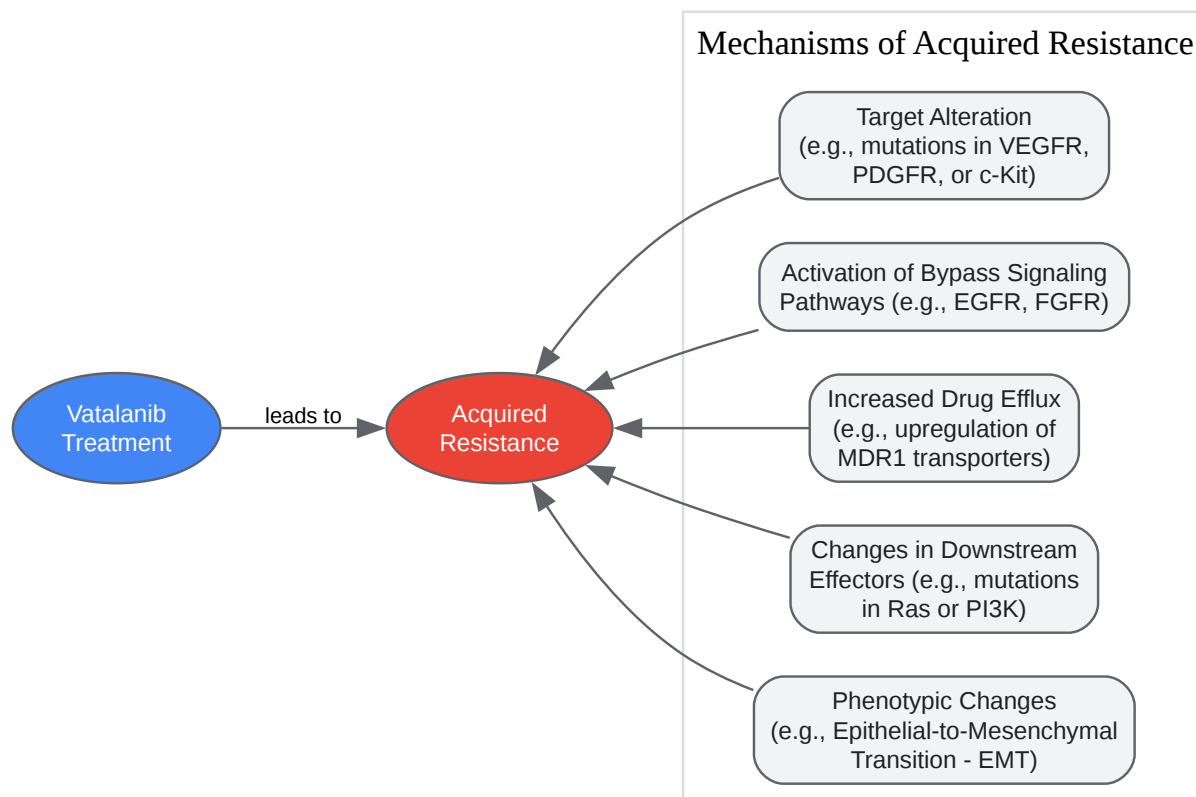 Mechanisms of Acquired Resistance
Target Alteration
(e.g., mutations in VEGFR,
PDGFR, or c-Kit)
Activation of Bypass Signaling
Pathways (e.g., EGFR, FGFR)
Vatalanib
Treatment
leads to
Acquired
Resistance
Increased Drug Efflux
(e.g., upregulation of
MDR1 transporters)
Changes in Downstream
Effectors (e.g., mutations
in Ras or PI3K)
Phenotypic Changes
(e.g., Epithelial-to-Mesenchymal
Transition - EMT)